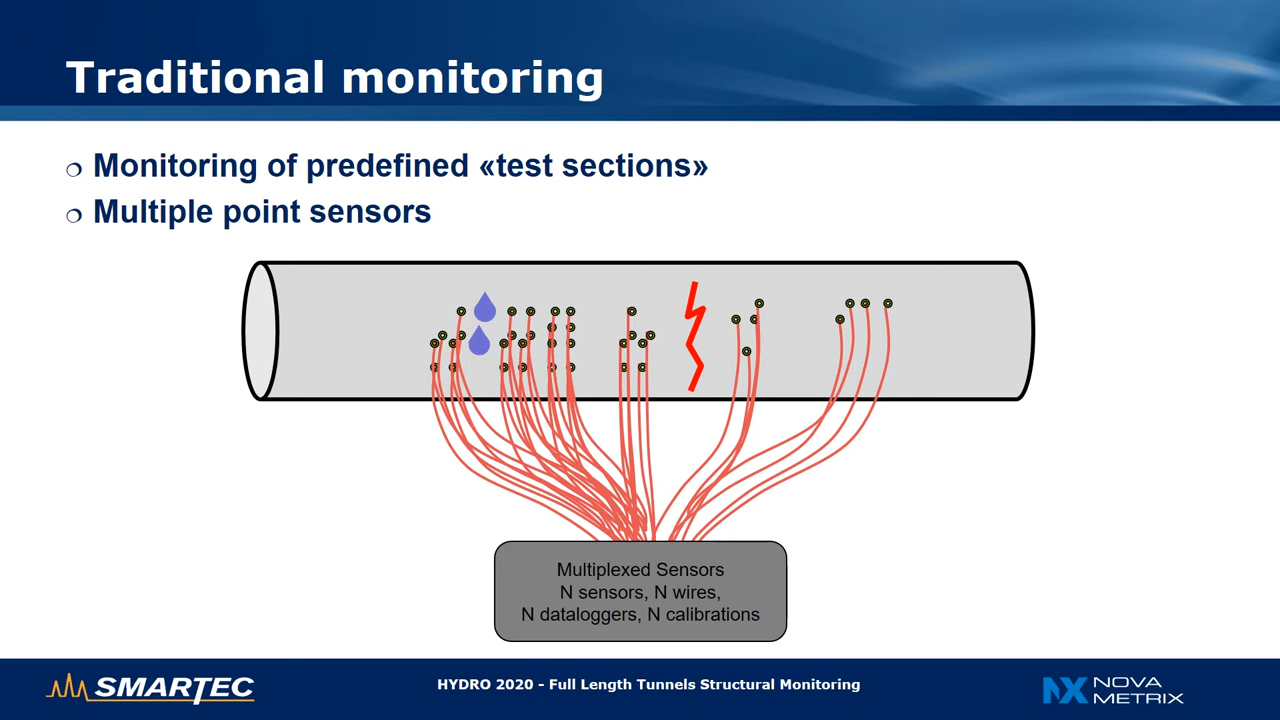 Traditional monitoring
Monitoring of predefined «test sections»
Multiple point sensors
Multiplexed Sensors
N sensors, N wires,
N dataloggers, N calibrations
SMARTEC
HYDRO 2020 - Full Length Tunnels Structural Monitoring
NOVA
METRIX